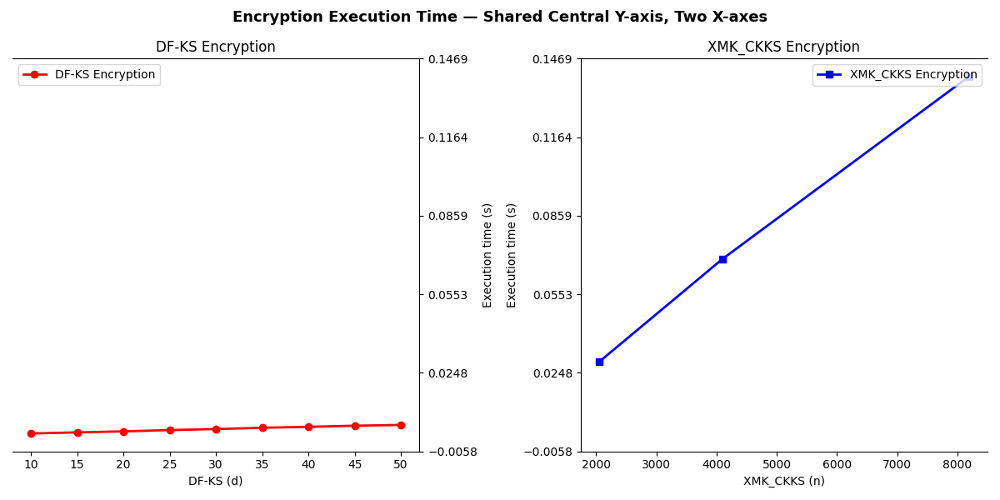 Encryption Execution Time — Shared Central Y-axis, Two X-axes
DF-KS Encryption
DF-KS Encryption
0.1469
0.1164
0.0859
0.0553
0.0248
−0.0058
Execution time (s)
10 15 20 25 30 35 40 45 50
DF-KS (d)
XMK_CKKS Encryption
XMK_CKKS Encryption
0.1469
0.1164
0.0859
0.0553
0.0248
−0.0058
Execution time (s)
2000 3000 4000 5000 6000 7000 8000
XMK_CKKS (n)